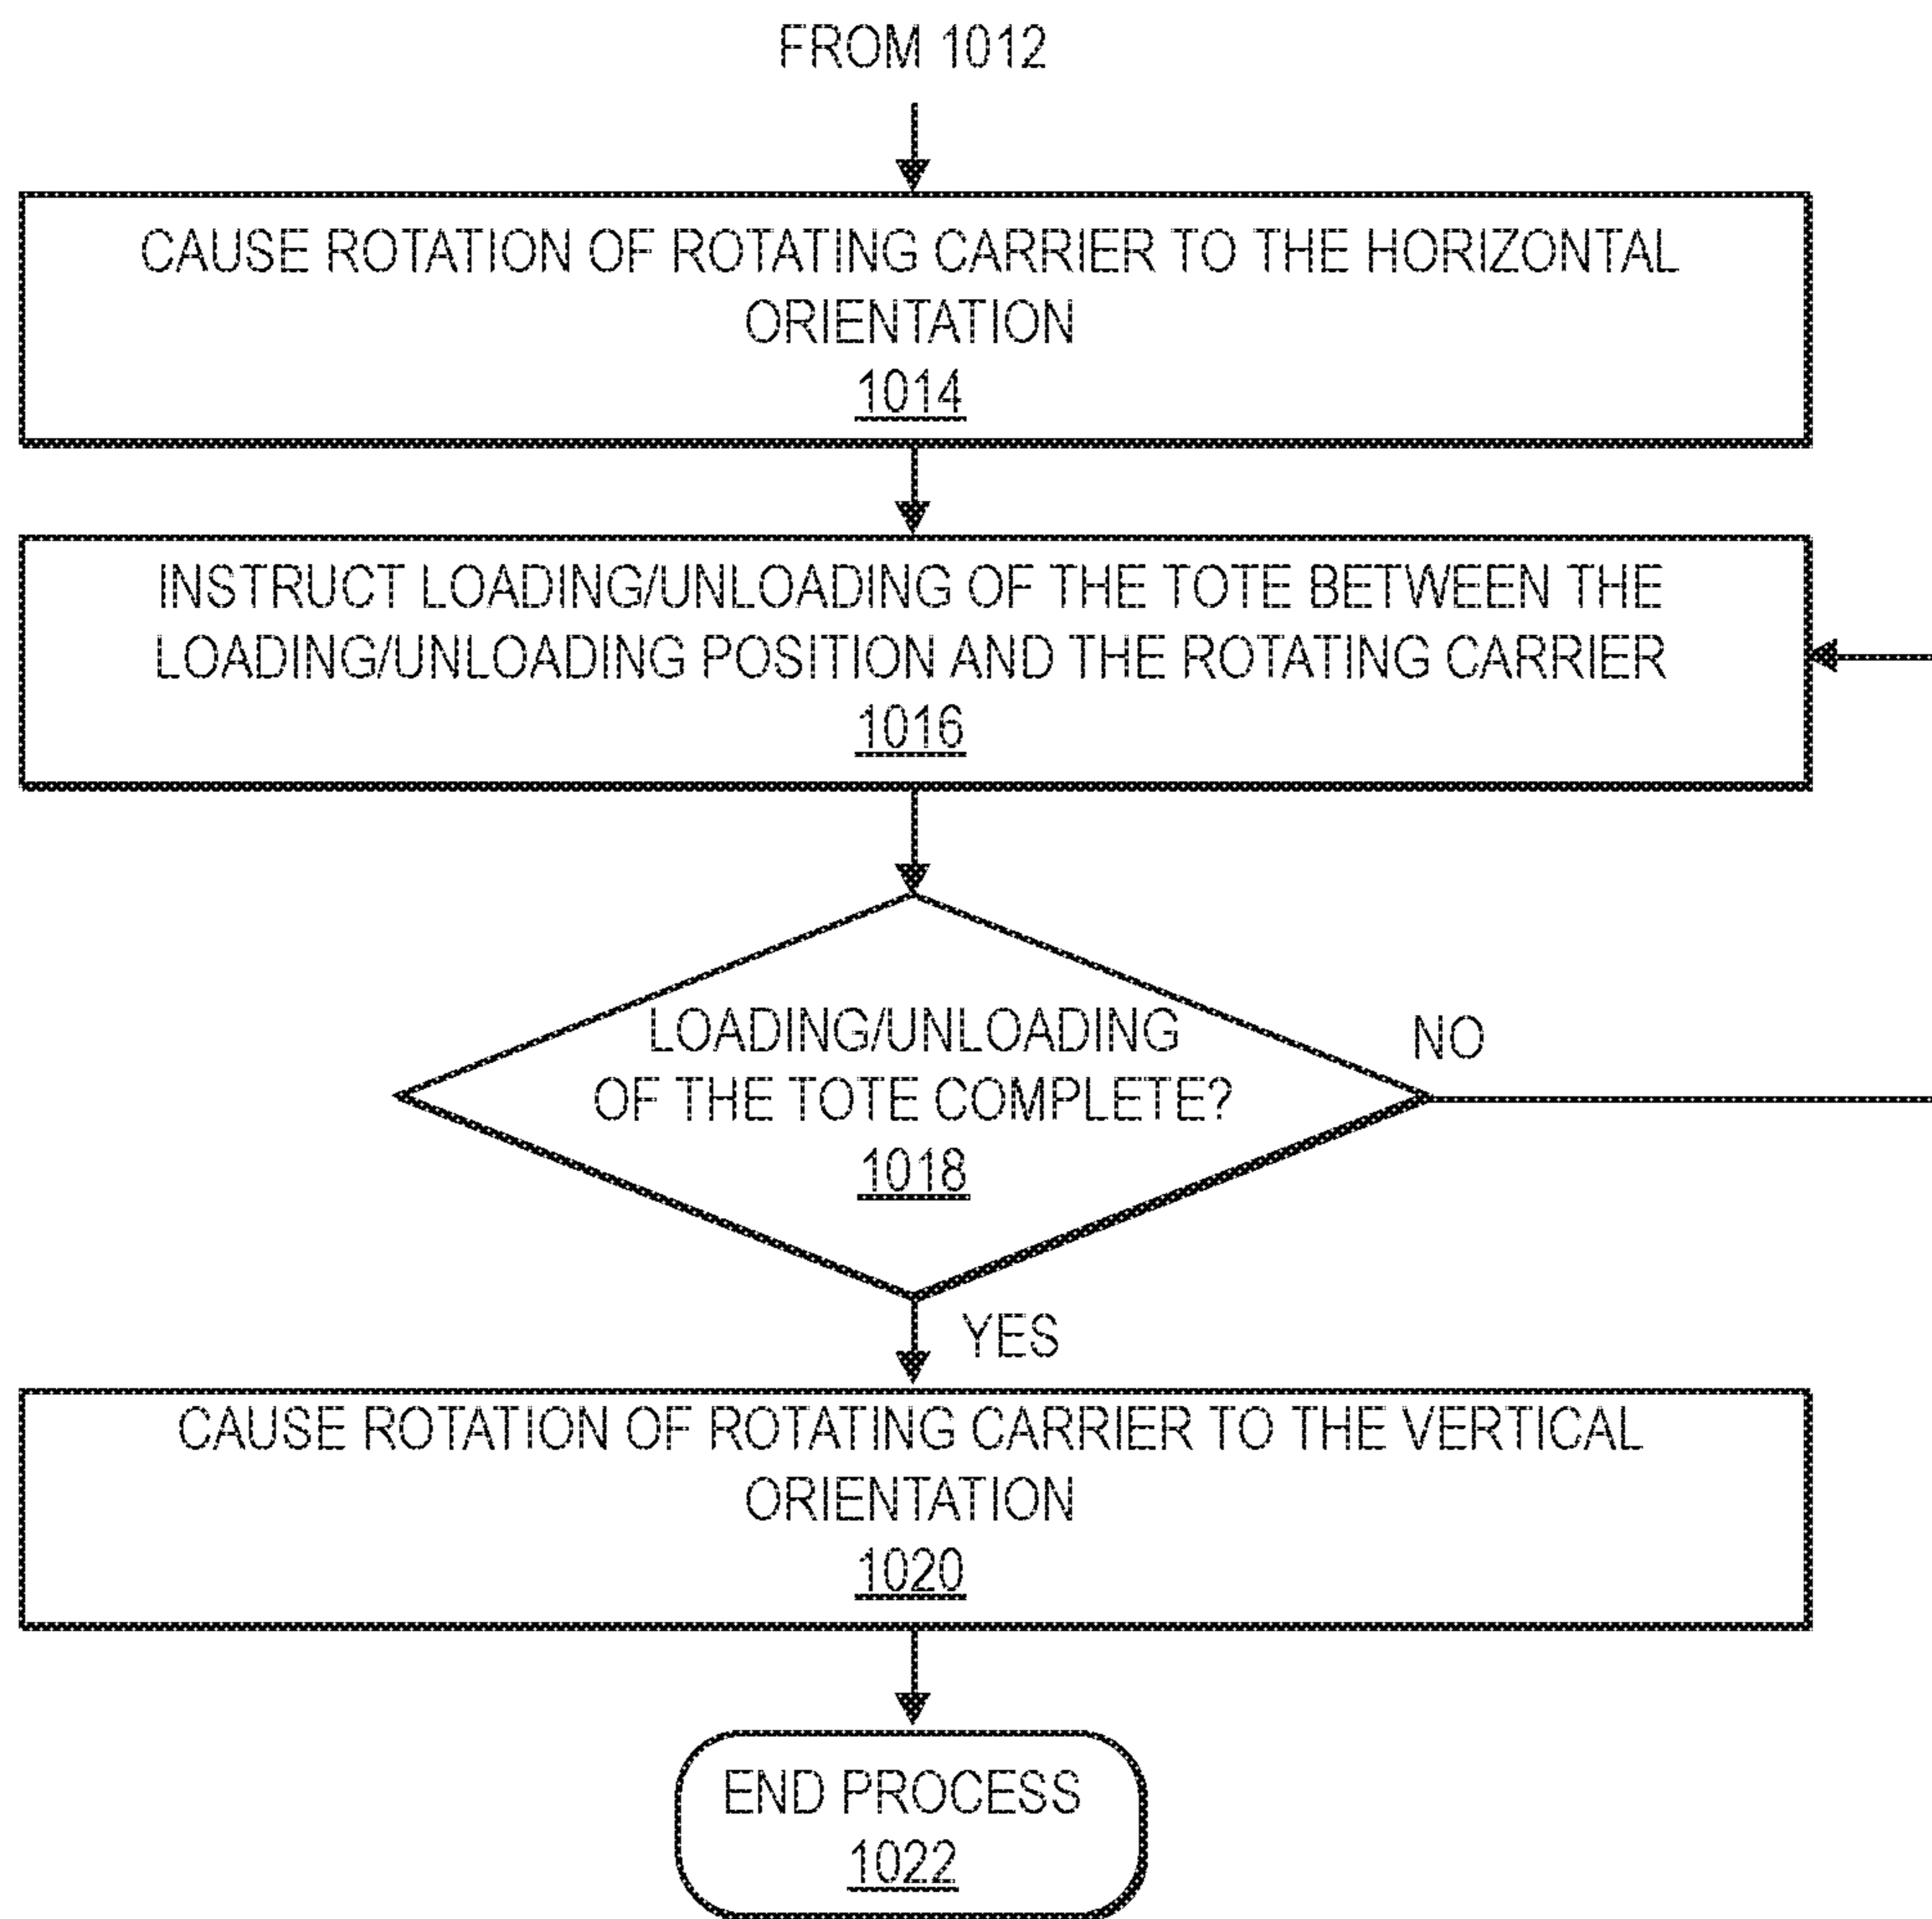 FROM 1012
CAUSE ROTATION OF ROTATING CARRIER TO THE HORIZONTAL
ORIENTATION
1014
INSTRUCT LOADING/UNLOADING OF THE TOTE BETWEEN THE
LOADING/UNLOADING POSITION AND THE ROTATING CARRIER
1016
LOADING/UNLOADING
OF THE TOTE COMPLETE?
1018
NO
YES
CAUSE ROTATION OF ROTATING CARRIER TO THE VERTICAL
ORIENTATION
1020
END PROCESS
1022